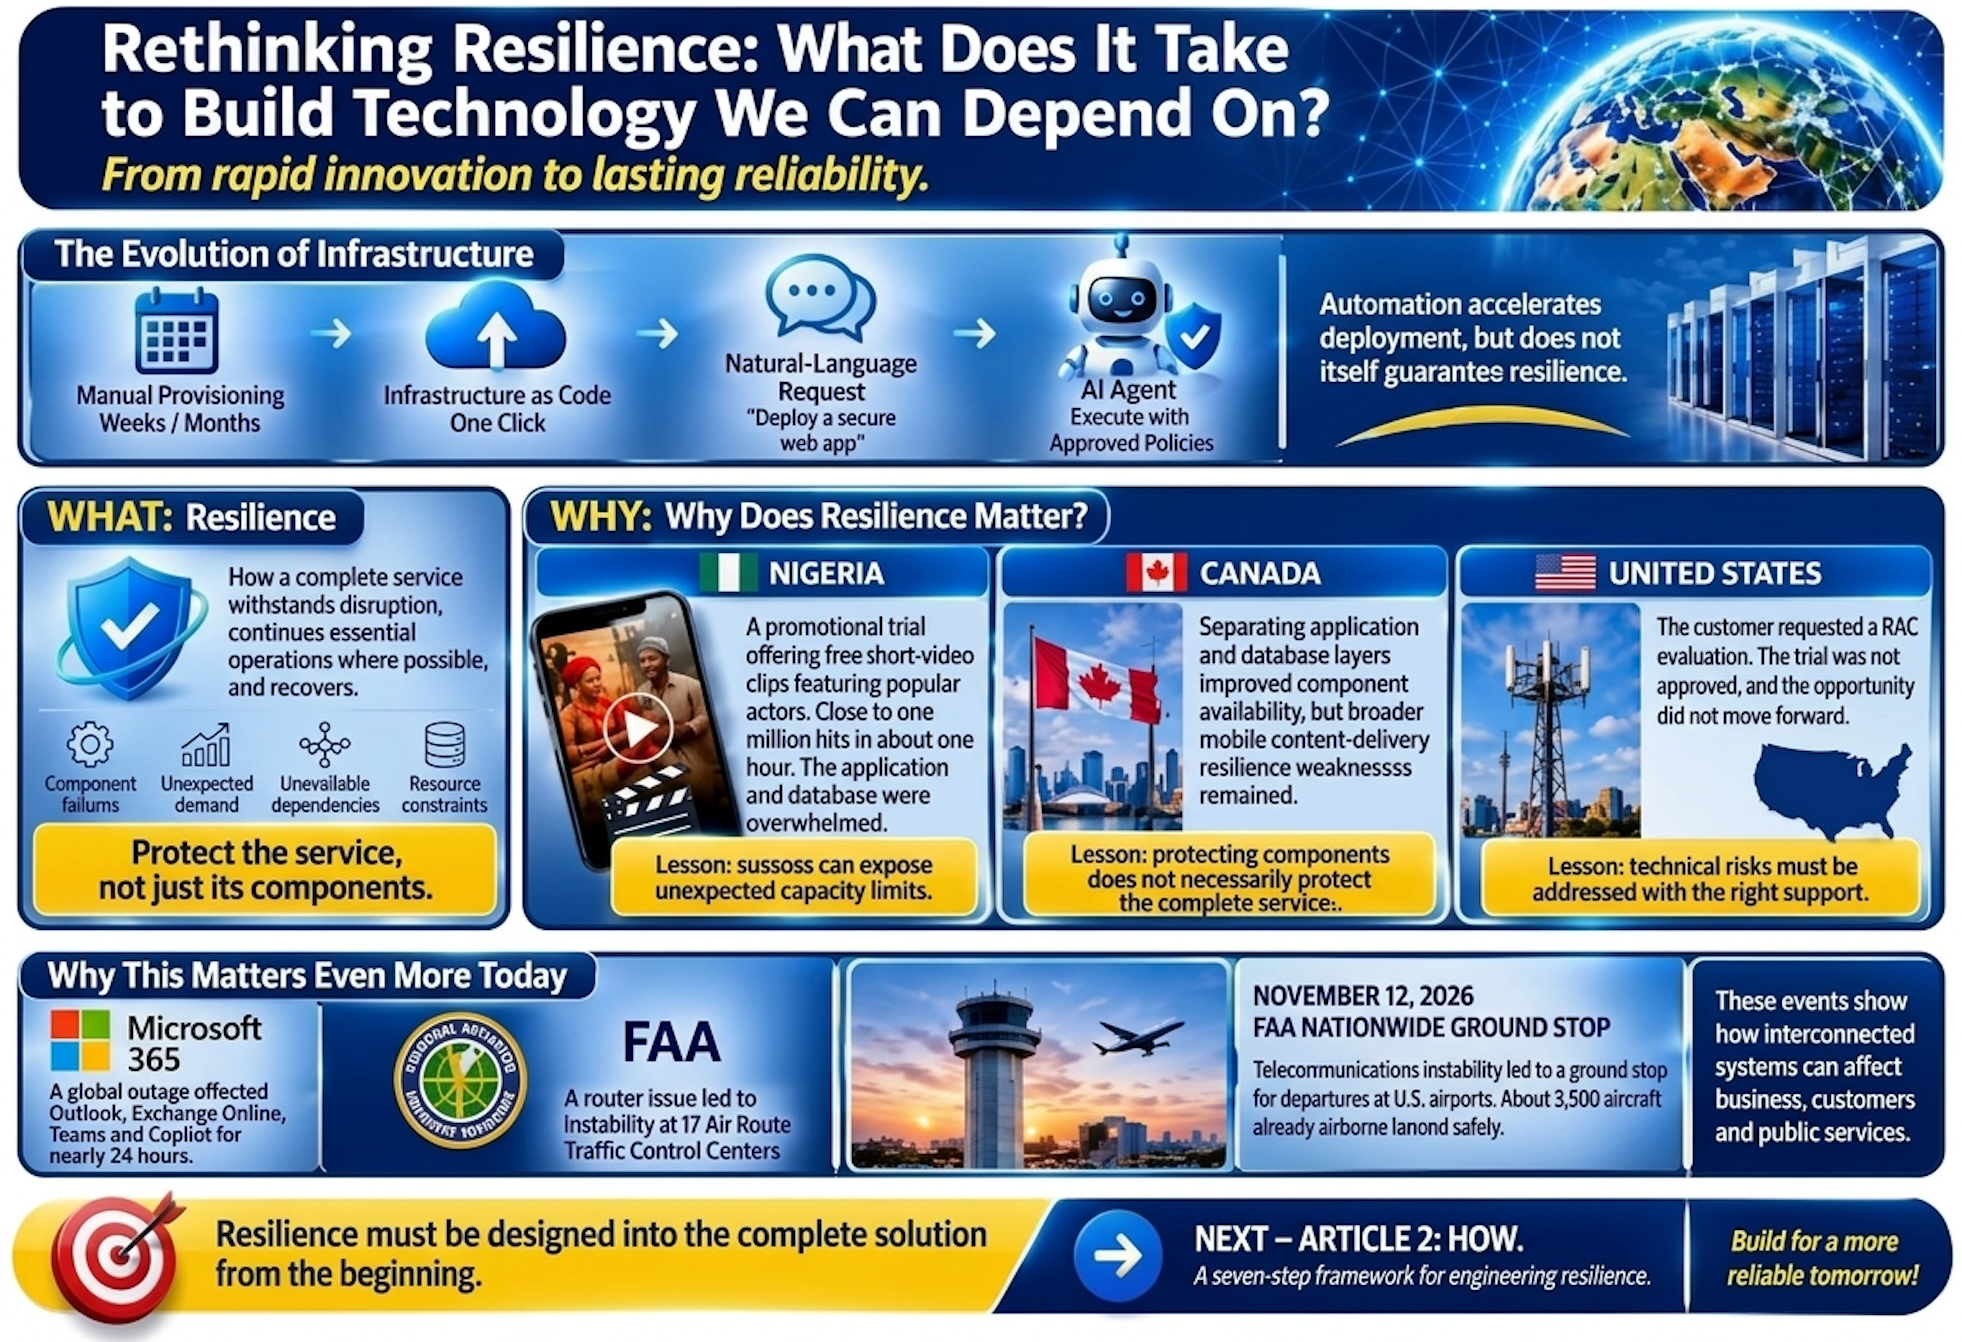 Rethinking Resilience: What Does It Take
to Build Technology We Can Depend On?
From rapid innovation to lasting reliability.
The Evolution of Infrastructure
Manual Provisioning
Weeks / Months
Infrastructure as Code
One Click
Natural-Language
Request
"Deploy a secure
web app"
AI Agent
Execute with
Approved Policies
Automation accelerates
deployment, but does not
itself guarantes resilience.
WHAT: Resilience
How a complete service
withstands disruption,
continues essential
operations where possible,
and recovers.
Component
failums
Unexpected
demand
Unevailable
dependencies
Resource
constraints
Protect the service,
not just its components.
WHY: Why Does Resilience Matter?
NIGERIA
A promotional trial
offering free short-video
clips featuring popular
actors. Close to one
million hits in about one
hour. The application
and database were
overwhelmed.
Lesson: sussoss can expose
unexpected capacity limits.
CANADA
Separating application
and database layers
improved component
availability, but broader
mobile content-delivery
resilience weaknessss
remained.
Lesson: protecting components
does not necessarily protect
the complete service:.
UNITED STATES
The customer requested a RAC
evaluation. The trial was not
approved, and the opportunity
did not move forward.
Lesson: technical risks must be
addressed with the right support.
Why This Matters Even More Today
Microsoft
365
A global outage offected
Outlook, Exchange Online,
Teams and Copliot for
nearly 24 hours.
FAA
A router issue led to
Instability at 17 Air Route
Traffic Control Centers
NOVEMBER 12, 2026
FAA NATIONWIDE GROUND STOP
Telecommunications instability led to a ground stop
for departures at U.S. airports. About 3,500 aircraft
already airborne lanond safely.
These events show
how interconnected
systems can affect
business, customers
and public services.
Resilience must be designed into the complete solution
from the beginning.
NEXT – ARTICLE 2: HOW.
A seven-step framework for engineering resilience.
Build for a more
reliable tomorrow!